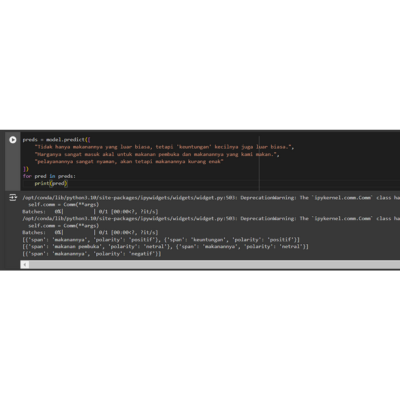 preds = model.predict([
"Tidak hanya makanannya yang luar biasa, tetapi 'keuntungan' kecilnya juga luar biasa.",
"Harganya sangat masuk akal untuk makanan pembuka dan makanannya yang kami makan.",
"pelayanannya sangat nyaman, akan tetapi makanannya kurang enak"
])
for pred in preds:
print(pred)
/opt/conda/lib/python3.10/site-packages/ipywidgets/widgets/widget.py:503: DeprecationWarning: The `ipykernel.comm.Comm` class ha
self.comm = Comm(**args)
Batches: 0%| | 0/1 [00:00<?, ?it/s]
/opt/conda/lib/python3.10/site-packages/ipywidgets/widgets/widget.py:503: DeprecationWarning: The `ipykernel.comm.Comm` class ha
self.comm = Comm(**args)
Batches: 0%| | 0/1 [00:00<?, ?it/s]
[{'span': 'makanannya', 'polarity': 'positif'}, {'span': 'keuntungan', 'polarity': 'positif'}]
[{'span': 'makanan pembuka', 'polarity': 'netral'}, {'span': 'makanannya', 'polarity': 'netral'}]
[{'span': 'makanannya', 'polarity': 'negatif'}]